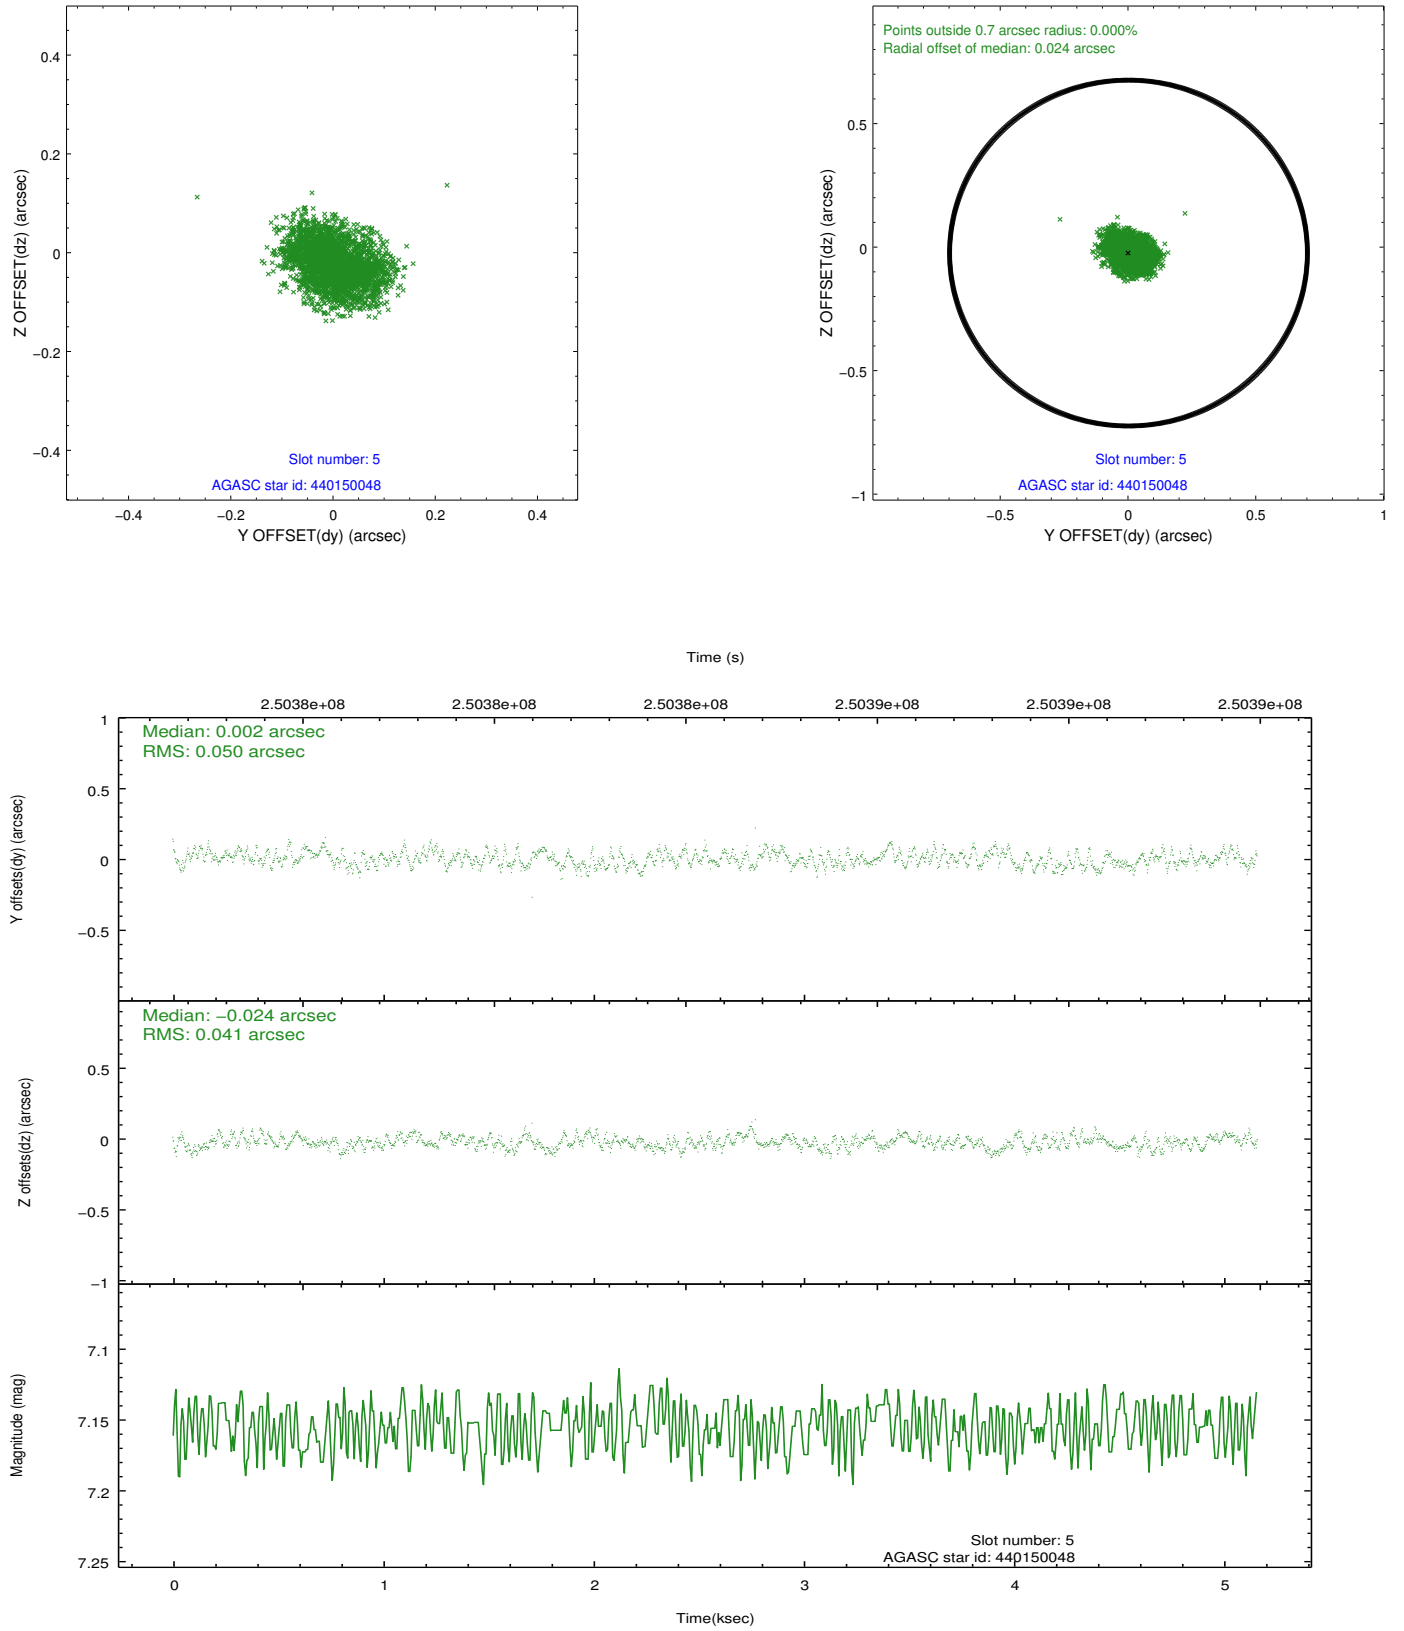 0.4
0.2
0
−0.2
−0.4
Z OFFSET(dz) (arcsec)
Slot number: 5
AGASC star id: 440150048
−0.4 −0.2 0 0.2 0.4
Y OFFSET(dy) (arcsec)
Points outside 0.7 arcsec radius: 0.000%
Radial offset of median: 0.024 arcsec
0.5
0
−0.5
−1
Z OFFSET(dz) (arcsec)
Slot number: 5
AGASC star id: 440150048
−0.5 0 0.5 1
Y OFFSET(dy) (arcsec)
Time (s)
2.5038e+08 2.5038e+08 2.5038e+08 2.5039e+08 2.5039e+08 2.5039e+08
Median: 0.002 arcsec
RMS: 0.050 arcsec
1
0.5
0
−0.5
Y offsets(dy) (arcsec)
Median: −0.024 arcsec
RMS: 0.041 arcsec
0.5
0
−0.5
−1
Z offsets(dz) (arcsec)
7.1
7.15
7.2
7.25
Magnitude (mag)
Slot number: 5
AGASC star id: 440150048
0 1 2 3 4 5
Time(ksec)